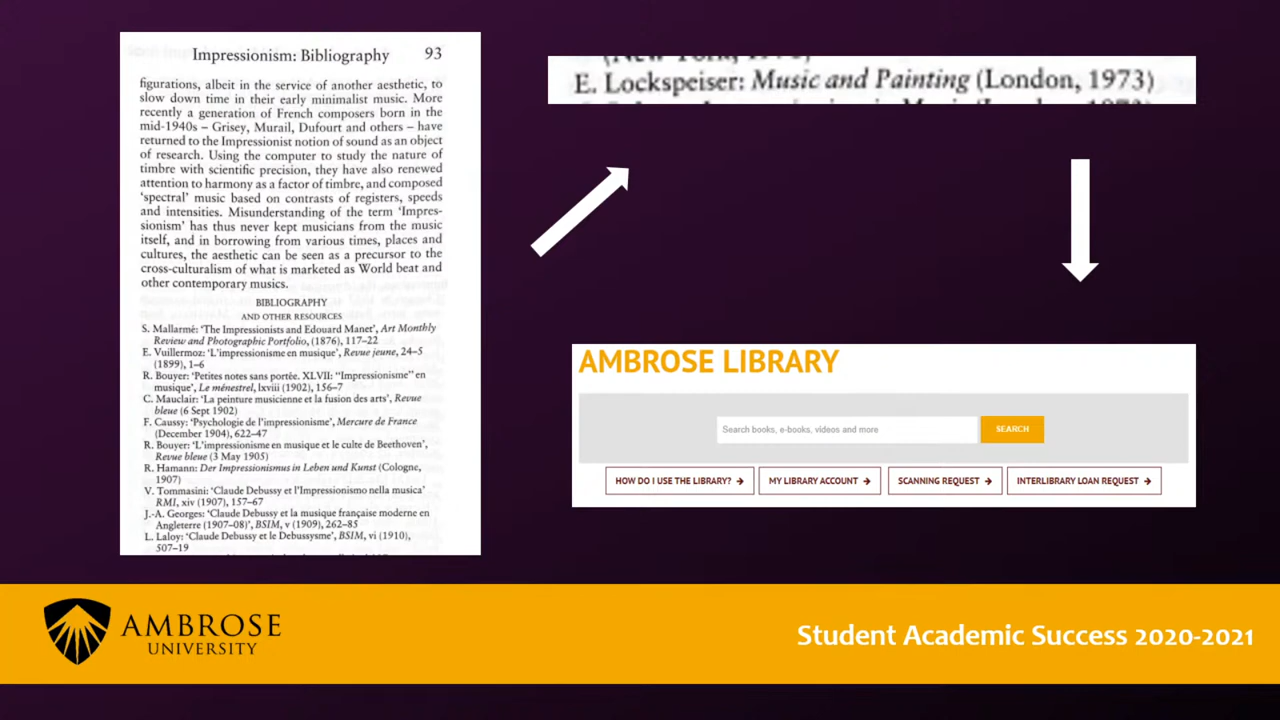 Impressionism: Bibliography 93
figurations, albeit in the service of another aesthetic, to
slow down time in their early minimalist music. More
recently a generation of French composers born in the
mid-1940s – Grisey, Murail, Dufourt and others – have
returned to the Impressionist notion of sound as an object
of research. Using the computer to study the nature of
timbre with scientific precision, they have also renewed
attention to harmony as a factor of timbre, and composed
'spectral' music based on contrasts of registers, speeds
and intensities. Misunderstanding of the term 'Impres-
sionism' has thus never kept musicians from the music
itself, and in borrowing from various times, places and
cultures, the aesthetic can be seen as a precursor to the
cross-culturalism of what is marketed as World beat and
other contemporary musics.
BIBLIOGRAPHY
AND OTHER RESOURCES
S. Mallarmé: 'The Impressionists and Edouard Manet', Art Monthly
Review and Photographic Portfolio, (1876), 117–22
E. Vuillermoz: 'L'impressionisme en musique', Revue jeune, 24–5
(1899), 1–6
R. Bouyer: 'Petites notes sans portée. XLVII: "Impressionisme" en
musique', Le ménestrel, lxviii (1902), 156–7
C. Mauclair: 'La peinture musicienne et la fusion des arts', Revue
bleue (6 Sept 1902)
F. Caussy: 'Psychologie de l'impressionisme', Mercure de France
(December 1904), 622–47
R. Bouyer: 'L'impressionisme en musique et le culte de Beethoven',
Revue bleue (3 May 1905)
R. Hamann: Der Impressionismus in Leben und Kunst (Cologne,
1907)
V. Tommasini: 'Claude Debussy et l'Impressionismo nella musica'
RMI, xiv (1907), 157–67
J.-A. Georges: 'Claude Debussy et la musique française moderne en
Angleterre (1907–08)', BSIM, v (1909), 262–85
L. Laloy: 'Claude Debussy et le Debussysme', BSIM, vi (1910),
507–19
E. Lockspeiser: Music and Painting (London, 1973)
AMBROSE LIBRARY
Search books, e-books, videos and more
SEARCH
HOW DO I USE THE LIBRARY? → MY LIBRARY ACCOUNT → SCANNING REQUEST → INTERLIBRARY LOAN REQUEST →
AMBROSE
UNIVERSITY
Student Academic Success 2020-2021